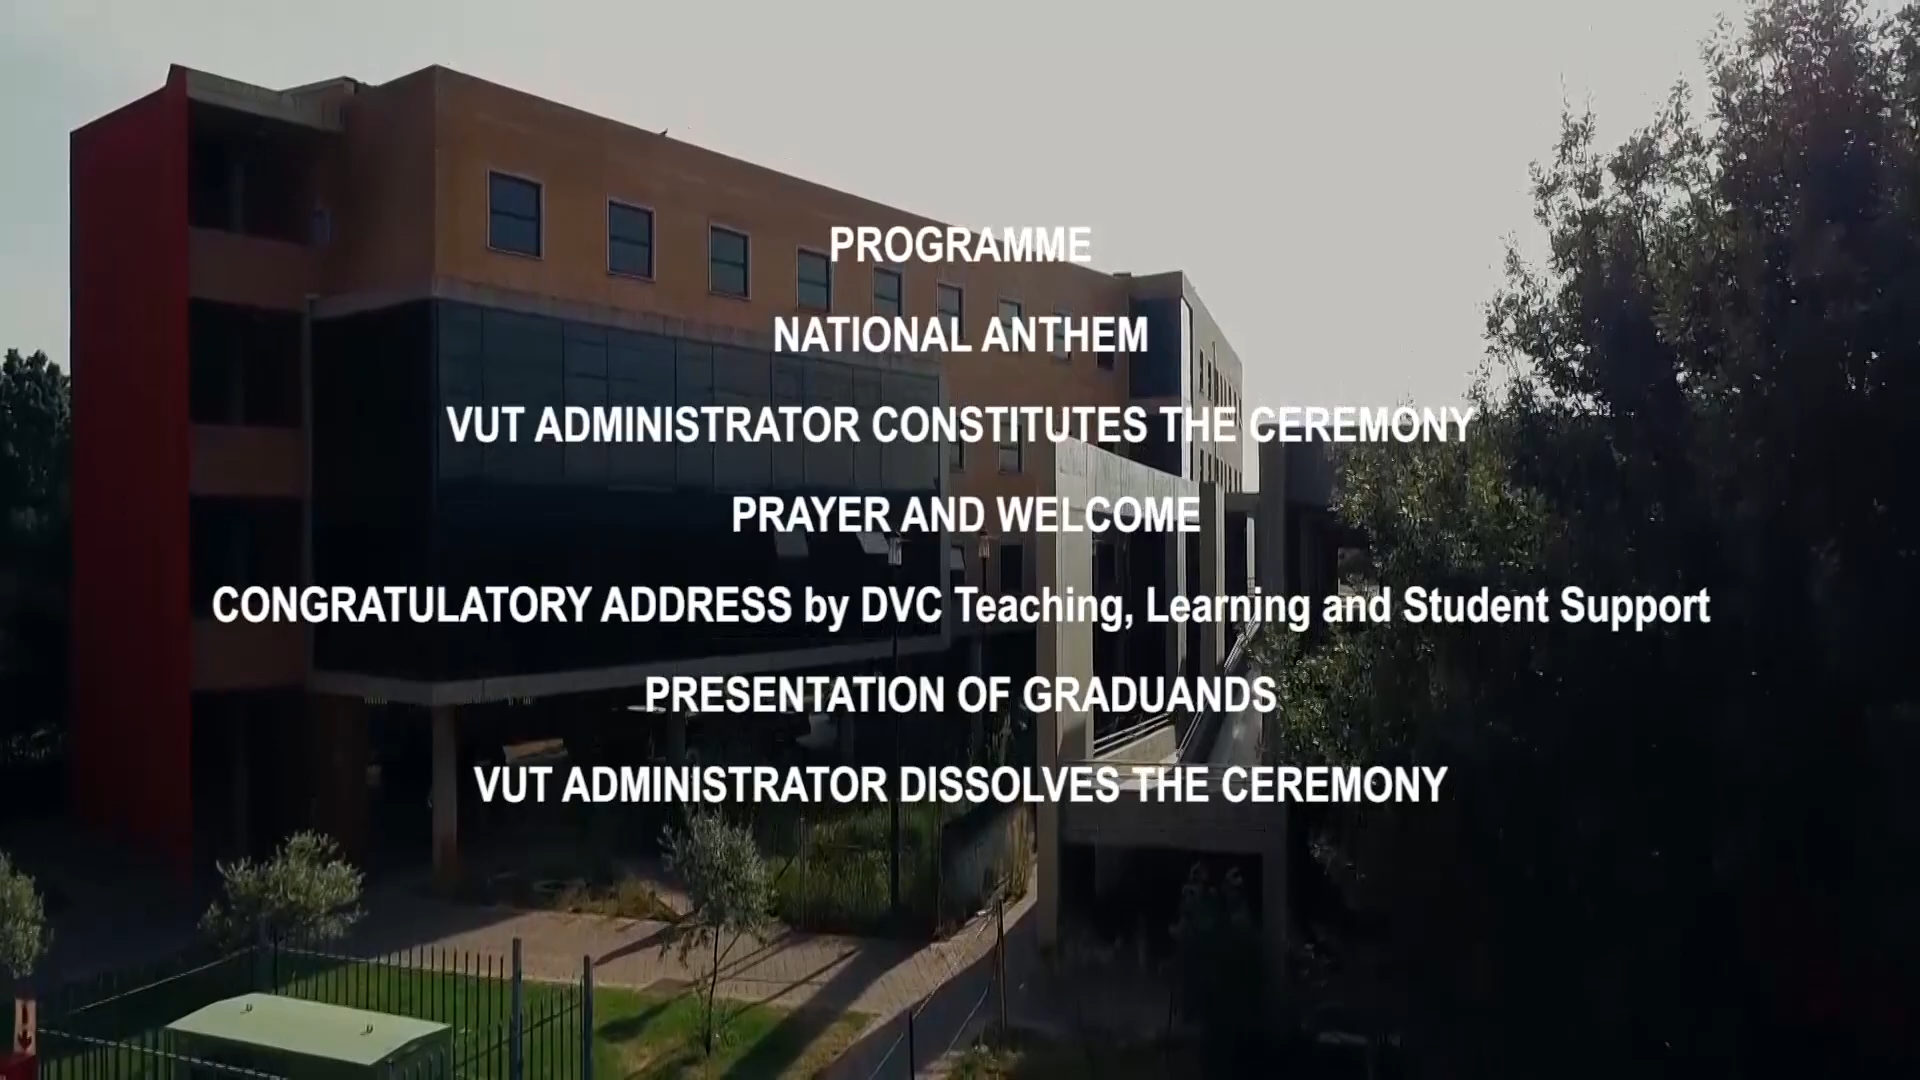 PROGRAMME
NATIONAL ANTHEM
VUT ADMINISTRATOR CONSTITUTES THE CEREMONY
PRAYER AND WELCOME
CONGRATULATORY ADDRESS by DVC Teaching, Learning and Student Support
PRESENTATION OF GRADUANDS
VUT ADMINISTRATOR DISSOLVES THE CEREMONY